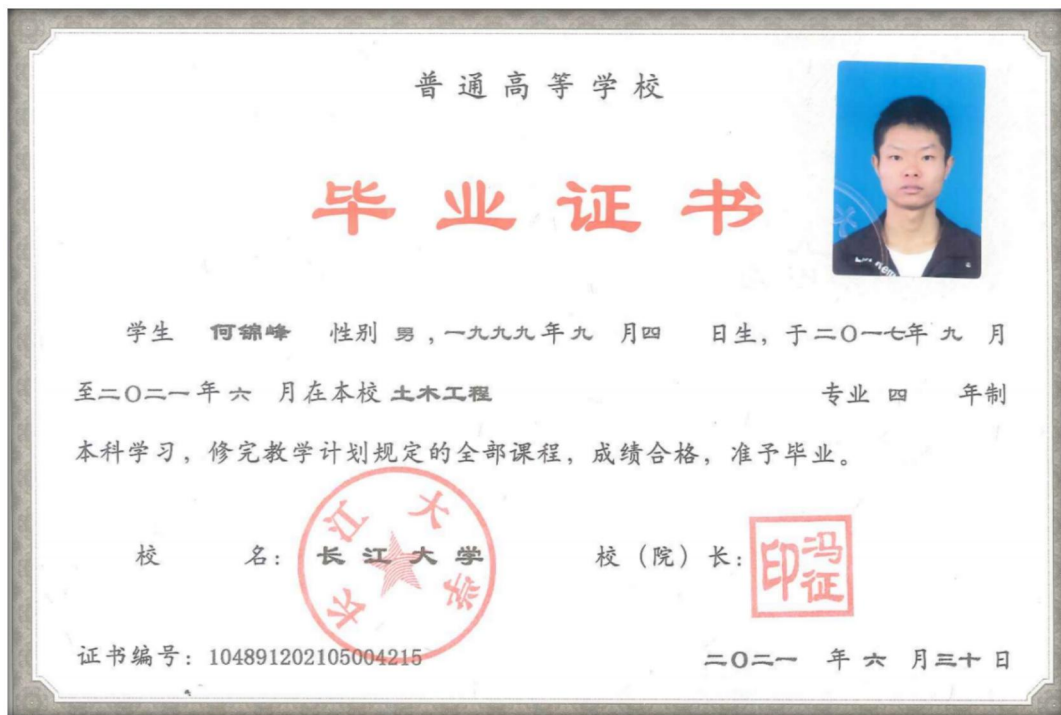 普通高等学校
毕业证书
学生 何锦峰 性别 男，一九九九年九 月四 日生，于二〇一七年九 月
至二〇二一年六 月在本校 土木工程 专业 四 年制
本科学习，修完教学计划规定的全部课程，成绩合格，准予毕业。
校 名：长江大学 校（院）长：
长江大学
冯征印
证书编号：104891202105004215 二〇二一 年六 月三十日